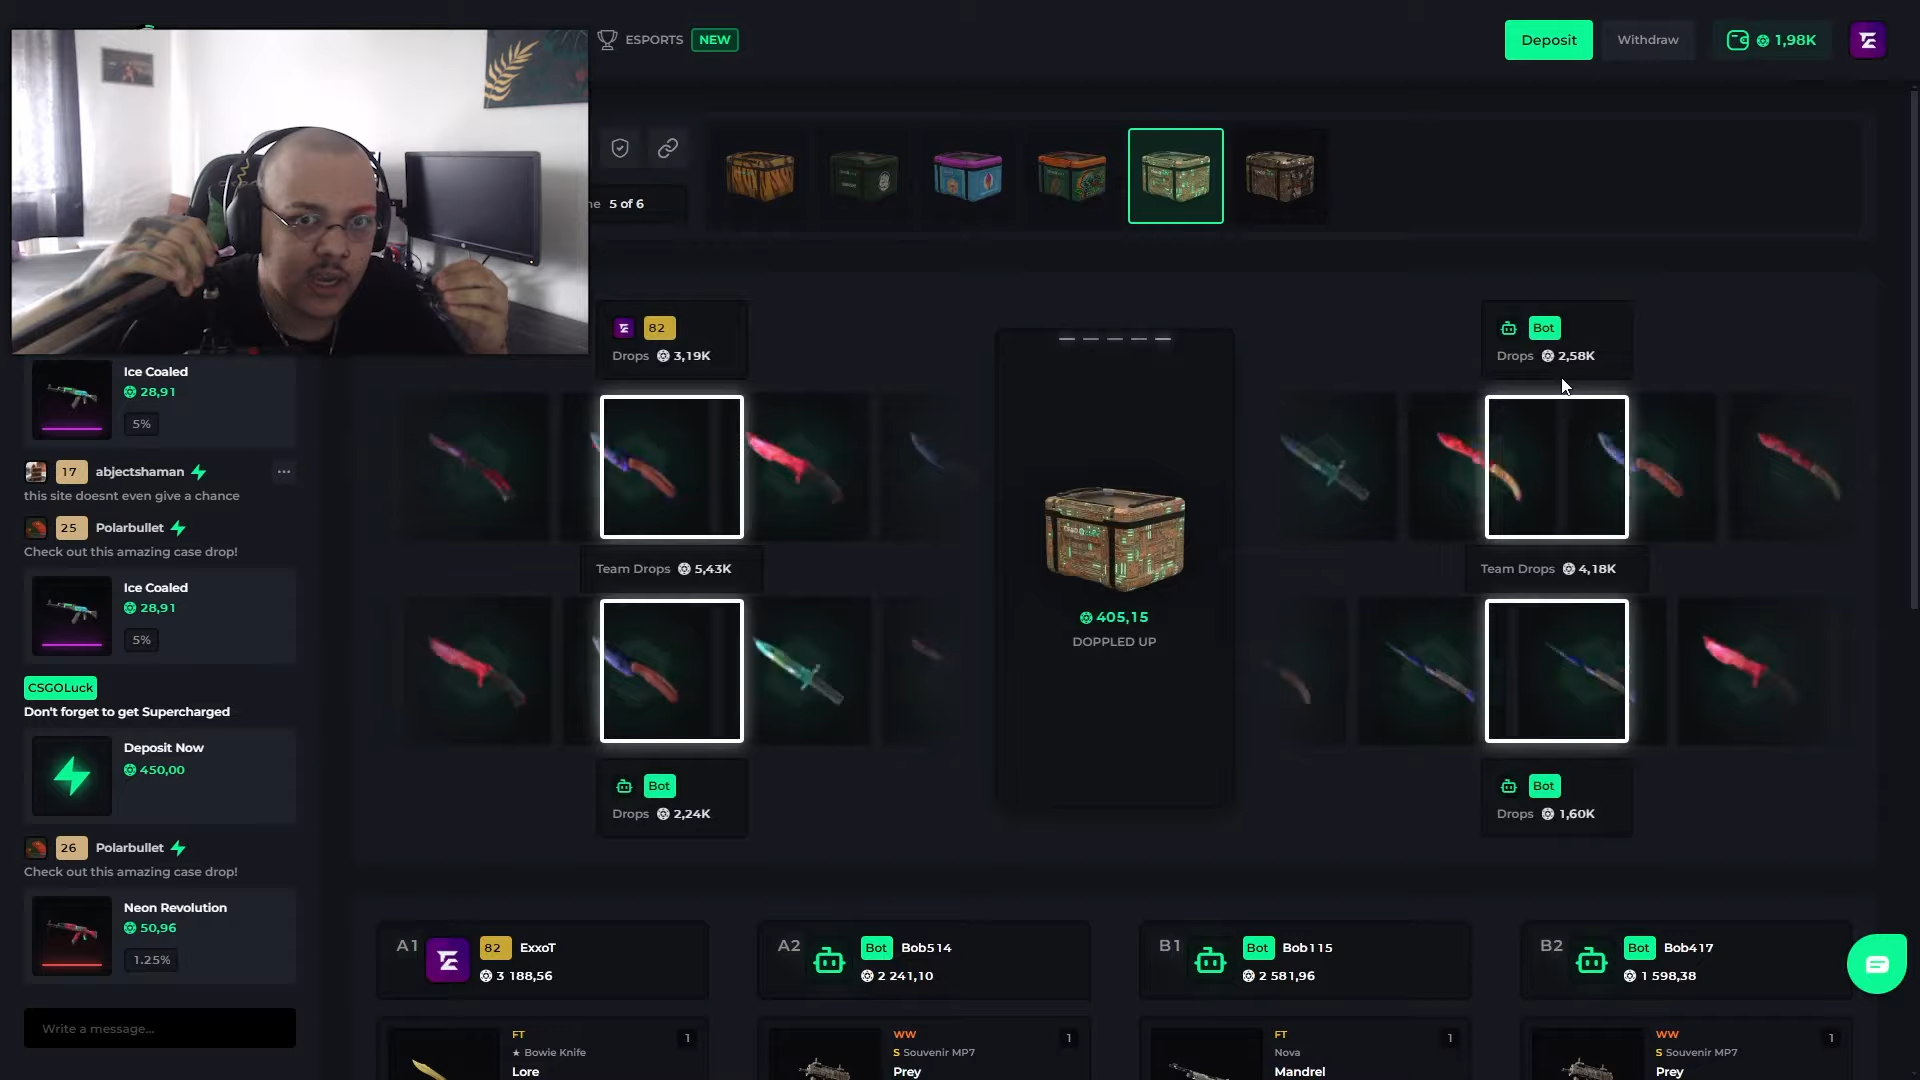 ESPORTS NEW
Deposit
Withdraw
1,98K
5 of 6
82
Drops 3,19K
Bot
Drops 2,58K
Ice Coaled
28,91
5%
17 abjectshaman
this site doesnt even give a chance
25 Polarbullet
Check out this amazing case drop!
Ice Coaled
28,91
5%
CSGOLuck
Don't forget to get Supercharged
Deposit Now
450,00
26 Polarbullet
Check out this amazing case drop!
Neon Revolution
50,96
1.25%
Write a message...
Team Drops 5,43K
Team Drops 4,18K
405,15
DOPPLED UP
Bot
Drops 2,24K
Bot
Drops 1,60K
A1 82 ExxoT
3 188,56
A2 Bot Bob514
2 241,10
B1 Bot Bob115
2 581,96
B2 Bot Bob417
1 598,38
FT 1
★ Bowie Knife
Lore
WW 1
S Souvenir MP7
Prey
FT 1
Nova
Mandrel
WW 1
S Souvenir MP7
Prey